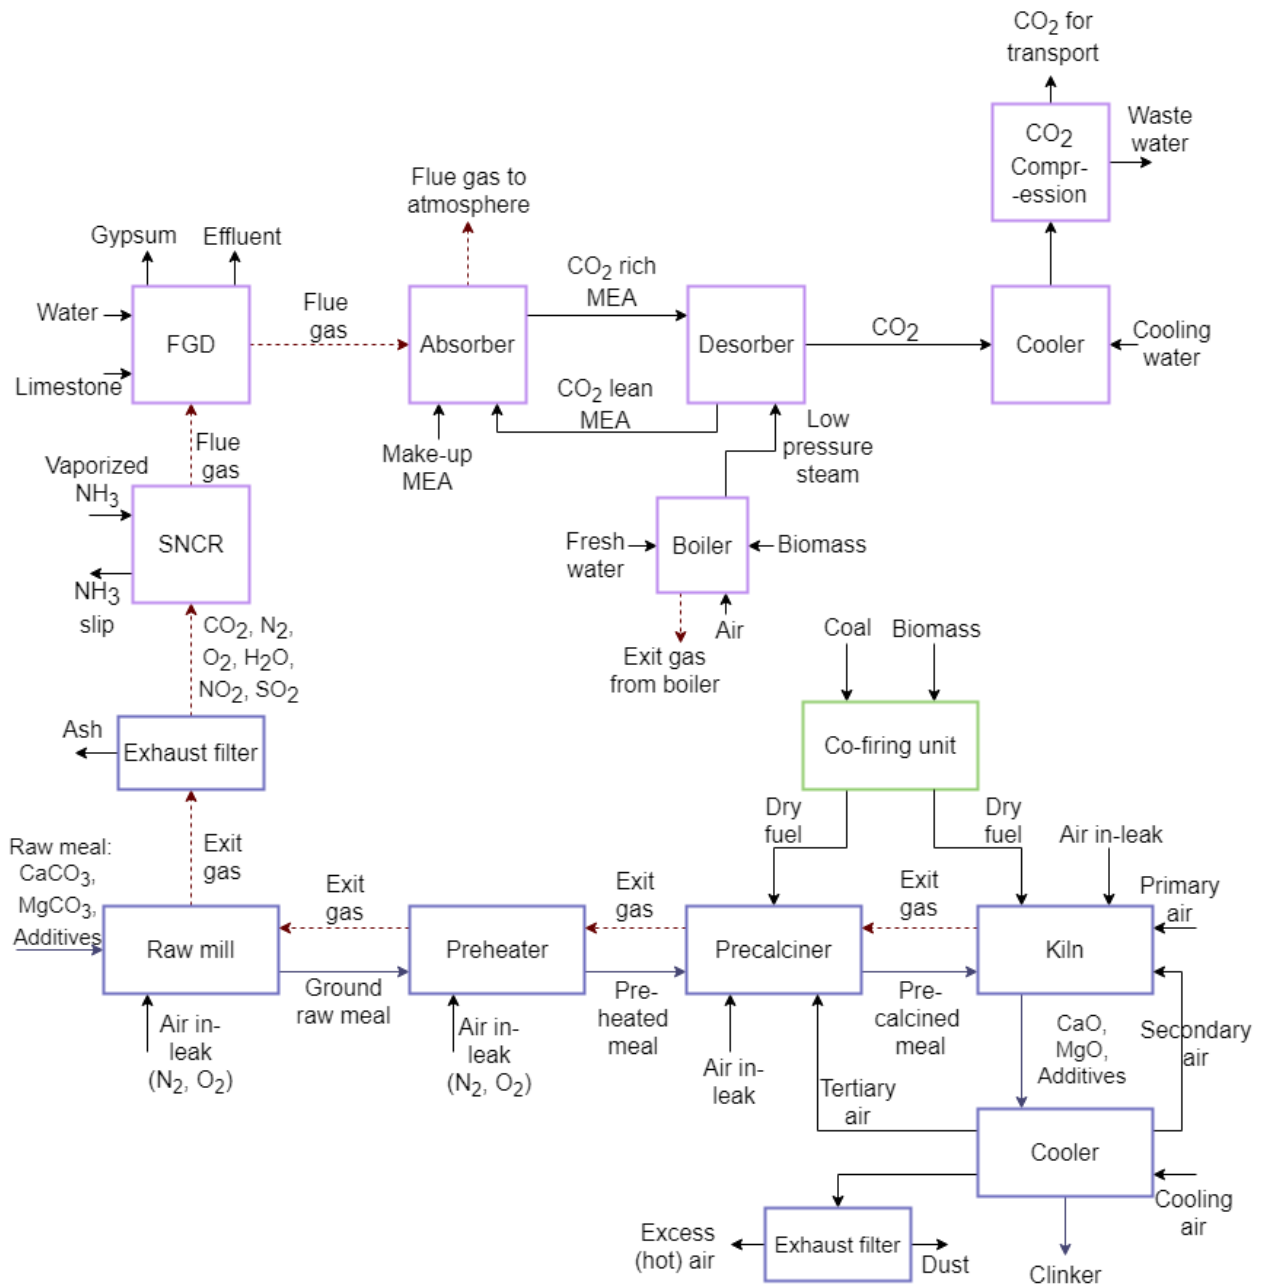 CO₂ for
transport
CO₂
Compr-
-ession
Waste
water
Flue gas to
atmosphere
Gypsum
Effluent
Water
Limestone
FGD
Flue
gas
Absorber
CO₂ rich
MEA
CO₂ lean
MEA
Desorber
CO₂
Cooler
Cooling
water
Make-up
MEA
Low
pressure
steam
Flue
gas
Vaporized
NH₃
SNCR
NH₃
slip
Fresh
water
Boiler
Biomass
Air
Exit gas
from boiler
CO₂, N₂,
O₂, H₂O,
NO₂, SO₂
Ash
Exhaust filter
Coal
Biomass
Co-firing unit
Dry
fuel
Dry
fuel
Air in-leak
Primary
air
Raw meal:
CaCO₃,
MgCO₃,
Additives
Exit
gas
Raw mill
Exit
gas
Ground
raw meal
Preheater
Exit
gas
Pre-
heated
meal
Precalciner
Exit
gas
Pre-
calcined
meal
Kiln
Air in-
leak
(N₂, O₂)
Air in-
leak
(N₂, O₂)
Air in-
leak
Tertiary
air
CaO,
MgO,
Additives
Secondary
air
Cooler
Cooling
air
Excess
(hot) air
Exhaust filter
Dust
Clinker